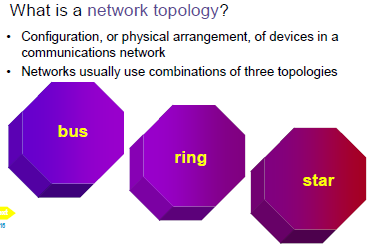 What is a network topology?
• Configuration, or physical arrangement, of devices in a
communications network
• Networks usually use combinations of three topologies
bus
ring
star